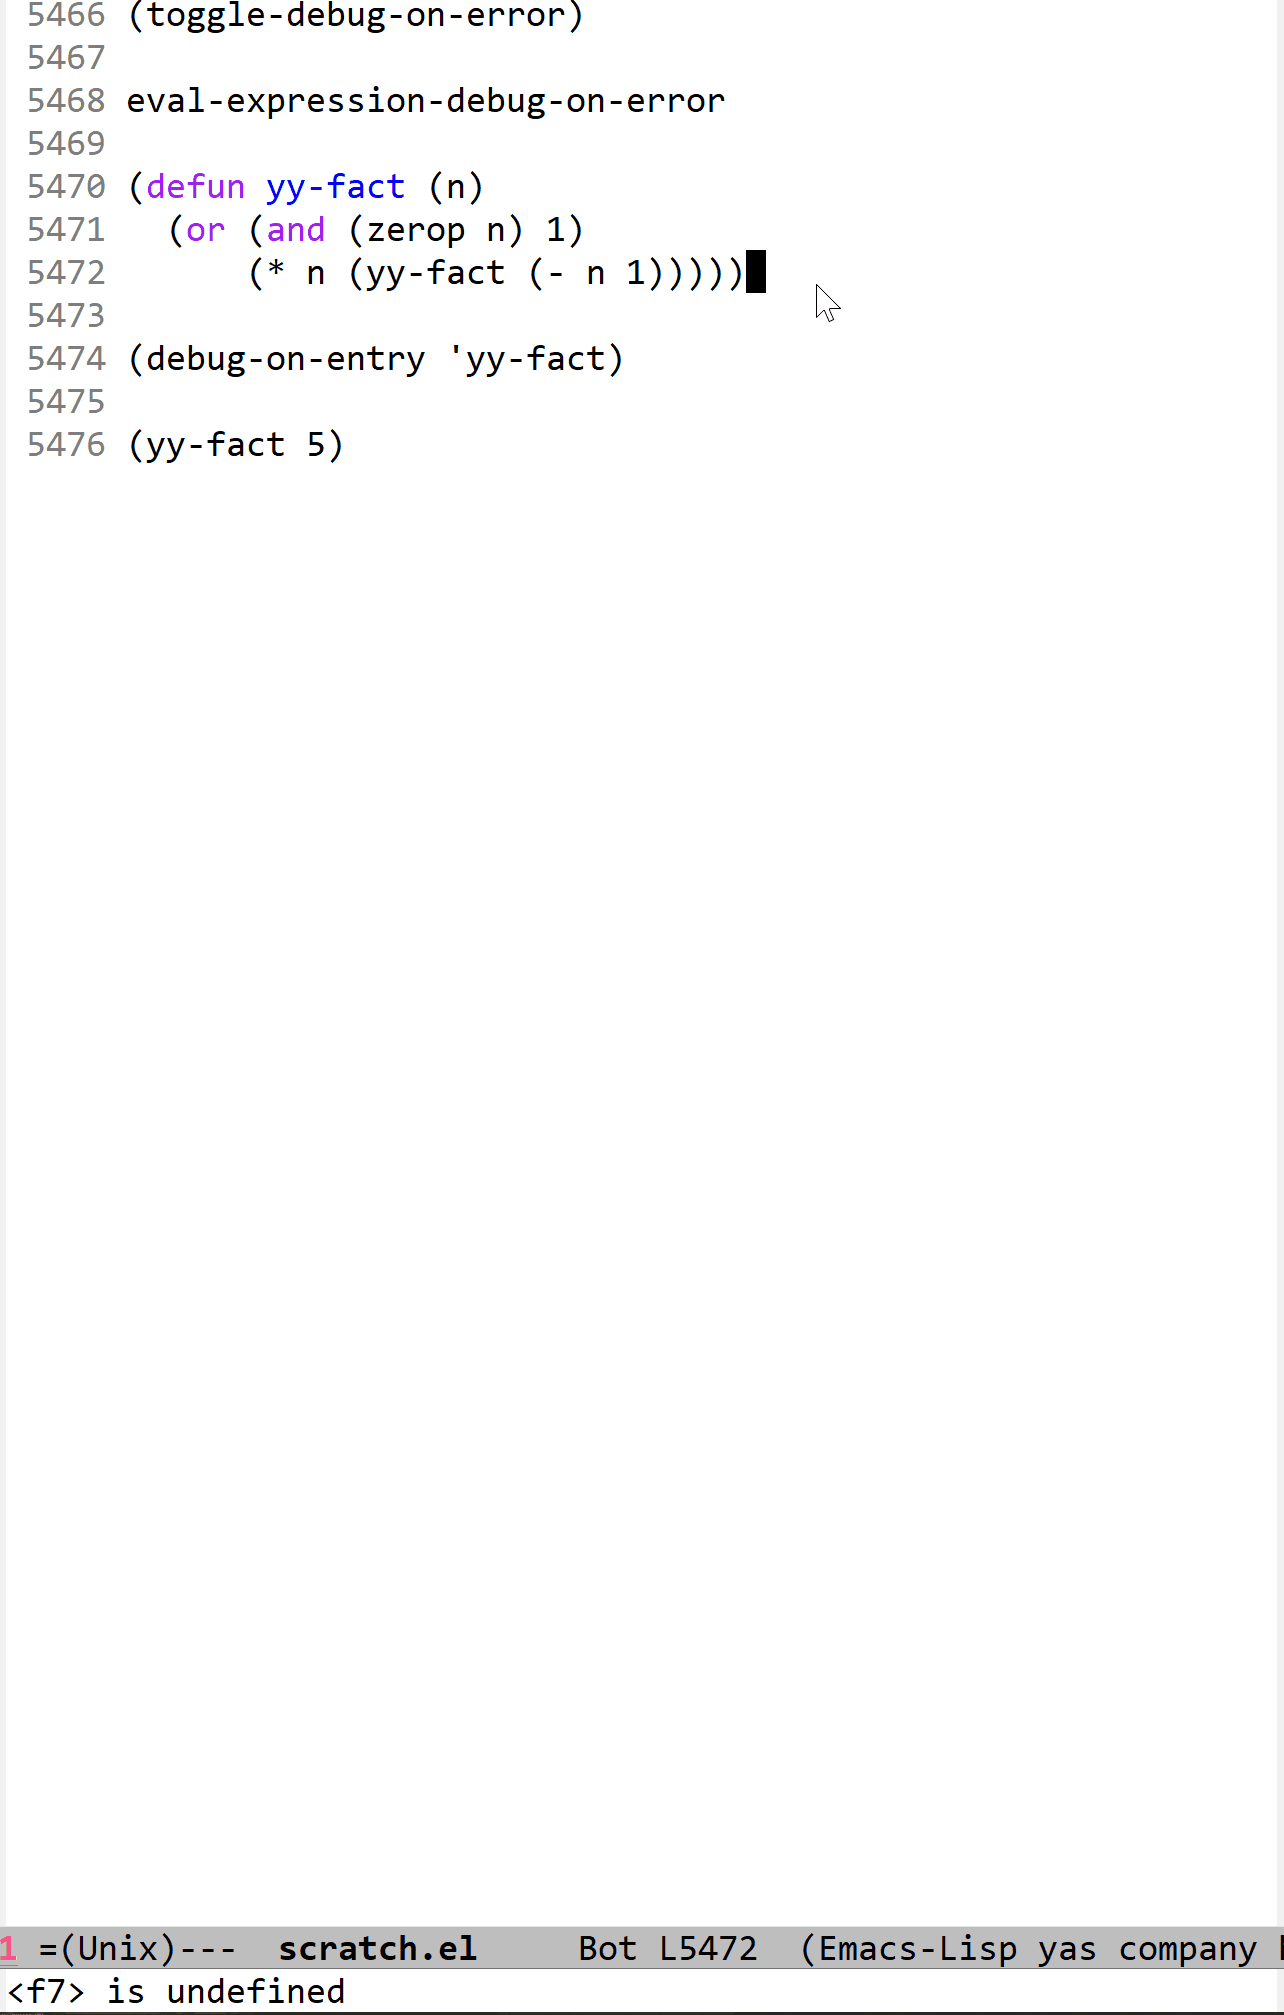 5466 (toggle-debug-on-error)
5467
5468 eval-expression-debug-on-error
5469
5470 (defun yy-fact (n)
5471   (or (and (zerop n) 1)
5472       (* n (yy-fact (- n 1)))))
5473
5474 (debug-on-entry 'yy-fact)
5475
5476 (yy-fact 5)
1 =(Unix)---  scratch.el     Bot L5472  (Emacs-Lisp yas company
<f7> is undefined